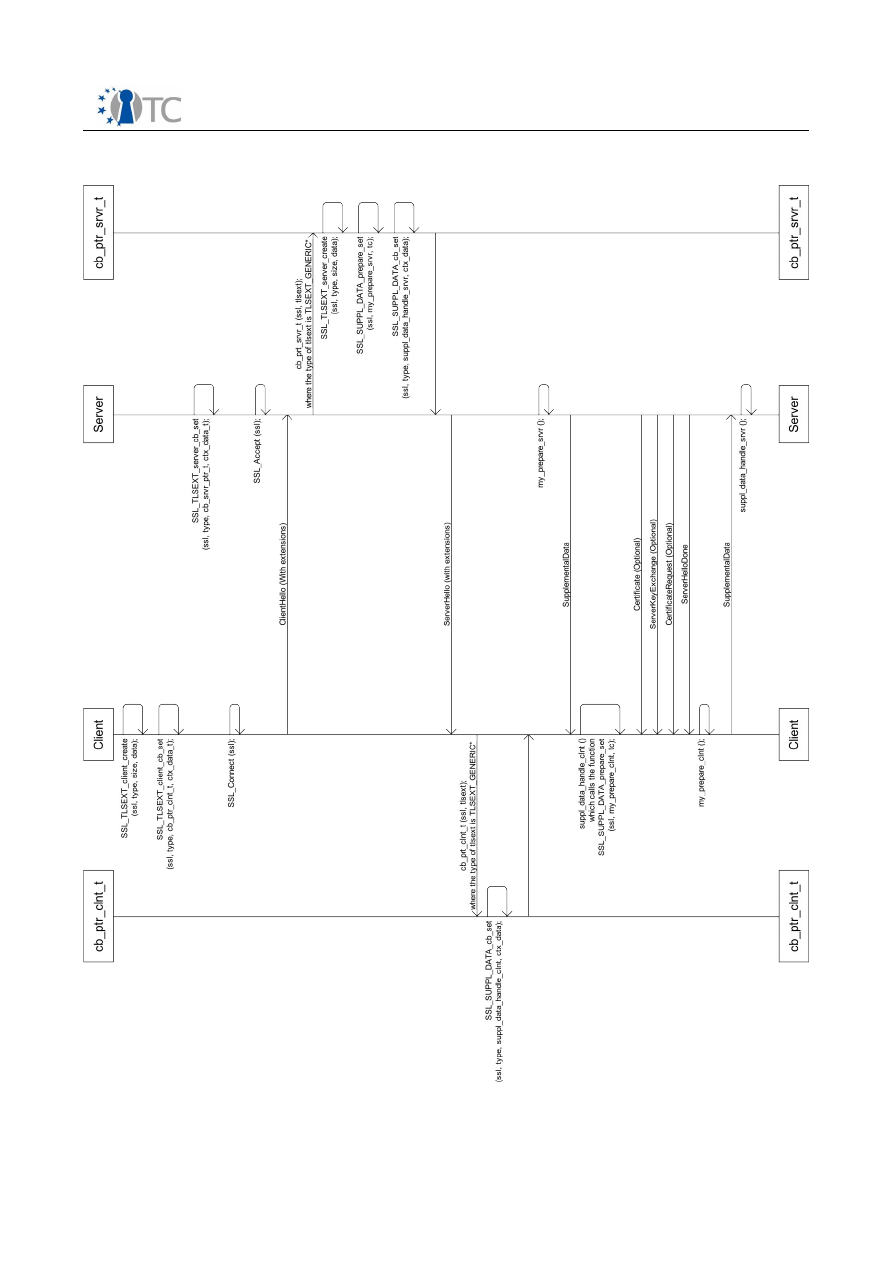 TC
cb_ptr_clnt_t
Client
Server
cb_ptr_srvr_t
SSL_TLSEXT_client_create
(ssl, type, size, data);
SSL_TLSEXT_client_cb_set
(ssl, type, cb_ptr_clnt_t, ctx_data_t);
SSL_TLSEXT_server_cb_set
(ssl, type, cb_srvr_ptr_t, ctx_data_t);
SSL_Connect (ssl);
SSL_Accept (ssl);
ClientHello (With extensions)
cb_prt_srvr_t (ssl, tlsext);
where the type of tlsext is TLSEXT_GENERIC*
SSL_TLSEXT_server_create
(ssl, type, size, data);
SSL_SUPPL_DATA_prepare_set
(ssl, my_prepare_srvr, tc);
SSL_SUPPL_DATA_cb_set
(ssl, type, suppl_data_handle_srvr, ctx_data);
ServerHello (with extensions)
cb_prt_clnt_t (ssl, tlsext);
where the type of tlsext is TLSEXT_GENERIC*
SSL_SUPPL_DATA_cb_set
(ssl, type, suppl_data_handle_clnt, ctx_data);
my_prepare_srvr ();
SupplementalData
suppl_data_handle_clnt ()
which calls the function
SSL_SUPPL_DATA_prepare_set
(ssl, my_prepare_clnt, tc);
Certificate (Optional)
ServerKeyExchange (Optional)
CertificateRequest (Optional)
ServerHelloDone
my_prepare_clnt ();
SupplementalData
suppl_data_handle_srvr ();
cb_ptr_clnt_t
Client
Server
cb_ptr_srvr_t